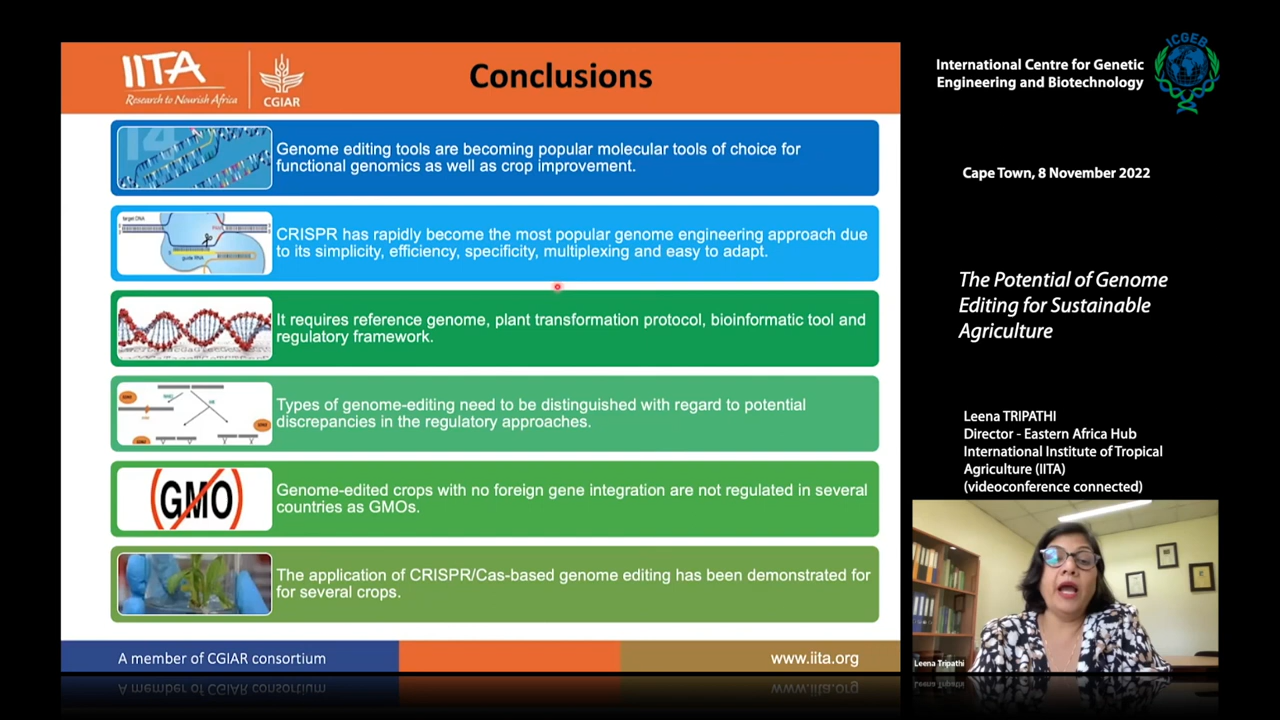 IITA
Research to Nourish Africa
CGIAR
Conclusions
Genome editing tools are becoming popular molecular tools of choice for
functional genomics as well as crop improvement.
target DNA
guide RNA
CRISPR has rapidly become the most popular genome engineering approach due
to its simplicity, efficiency, specificity, multiplexing and easy to adapt.
It requires reference genome, plant transformation protocol, bioinformatic tool and
regulatory framework.
Types of genome-editing need to be distinguished with regard to potential
discrepancies in the regulatory approaches.
GMO
Genome-edited crops with no foreign gene integration are not regulated in several
countries as GMOs.
The application of CRISPR/Cas-based genome editing has been demonstrated for
for several crops.
A member of CGIAR consortium
www.iita.org
International Centre for Genetic
Engineering and Biotechnology
ICGEB
Cape Town, 8 November 2022
The Potential of Genome
Editing for Sustainable
Agriculture
Leena TRIPATHI
Director - Eastern Africa Hub
International Institute of Tropical
Agriculture (IITA)
(videoconference connected)
Leena Tripathi